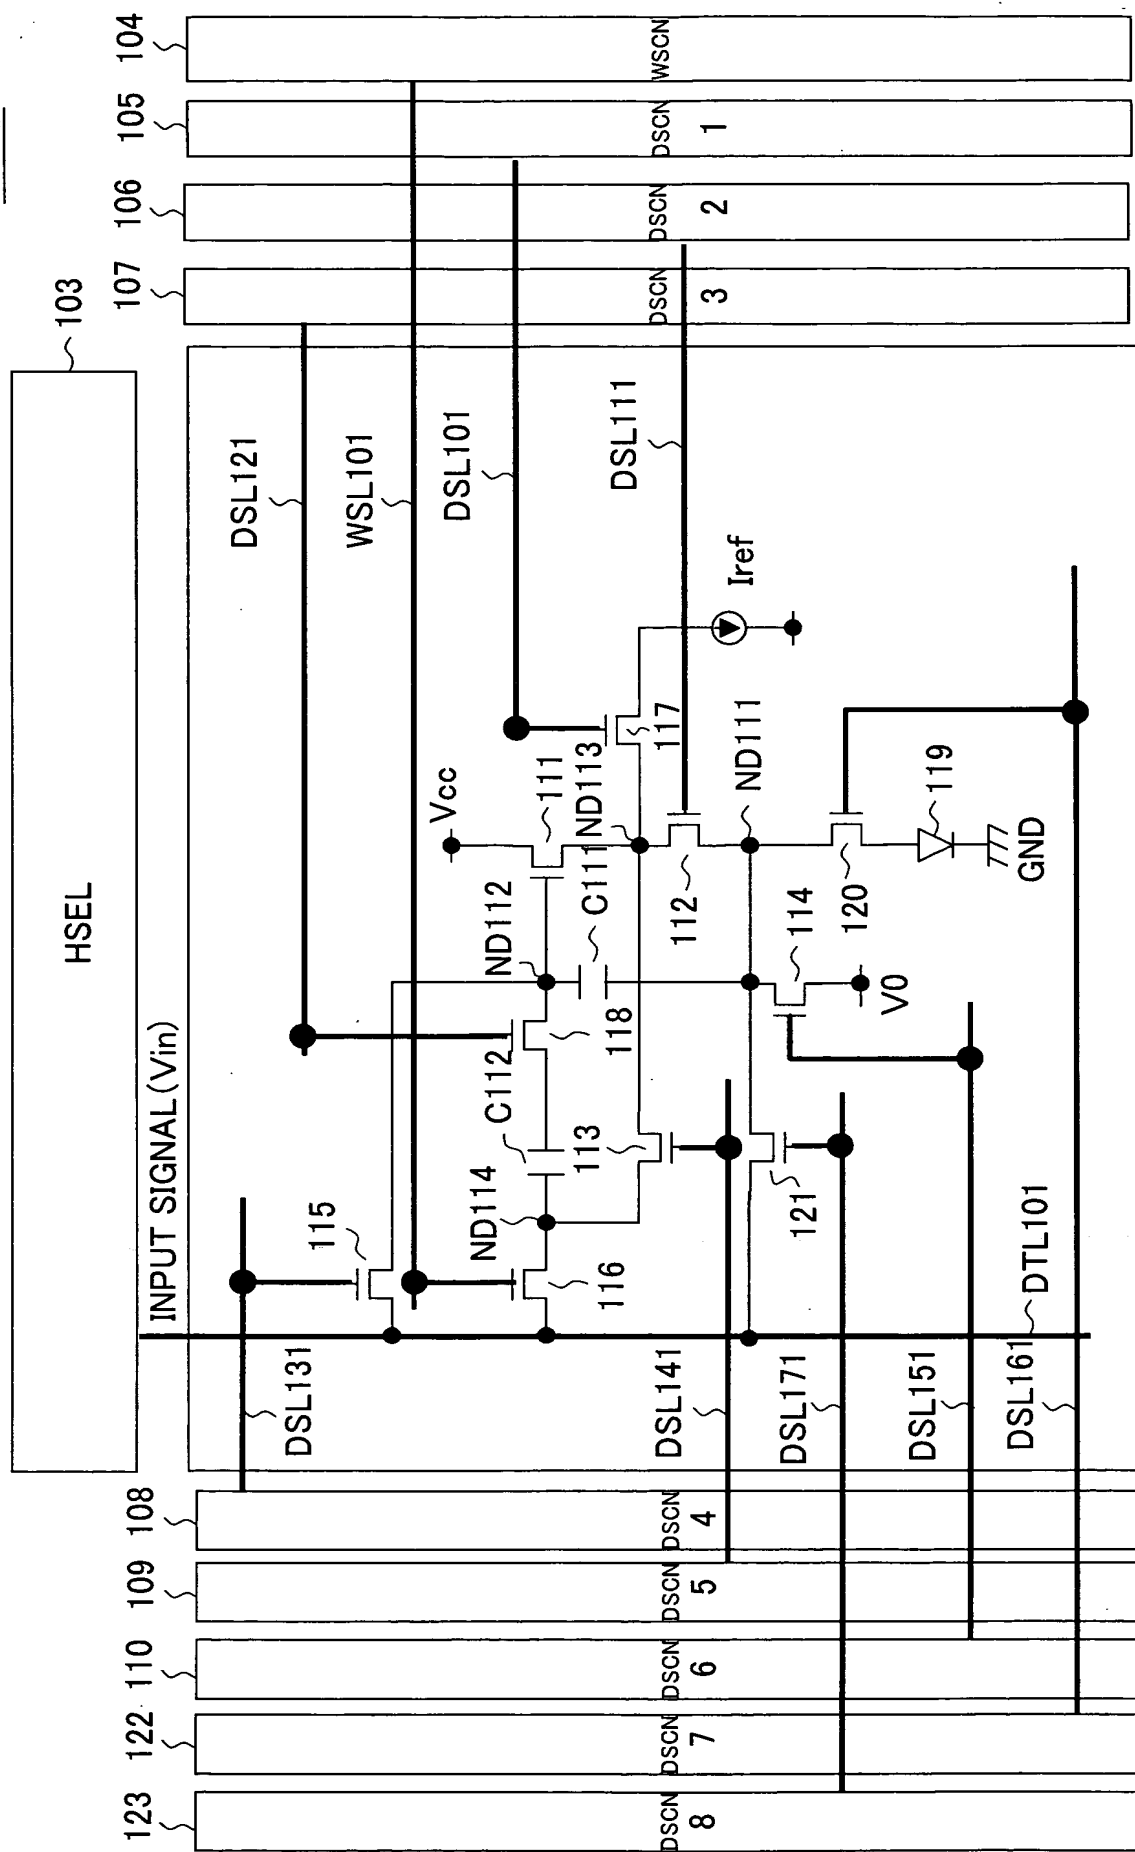 104
WSCN
105
DSCN
1
106
DSCN
2
107
DSCN
3
103
HSEL
INPUT SIGNAL(Vin)
DSL121
WSL101
DSL101
DSL111
Iref
Vcc
111
ND113
117
ND112
C111
112
ND111
119
GND
120
114
V0
118
C112
113
ND114
115
116
121
DTL101
DSL131
DSL141
DSL171
DSL151
DSL161
108
DSCN
4
109
DSCN
5
110
DSCN
6
122
DSCN
7
123
DSCN
8